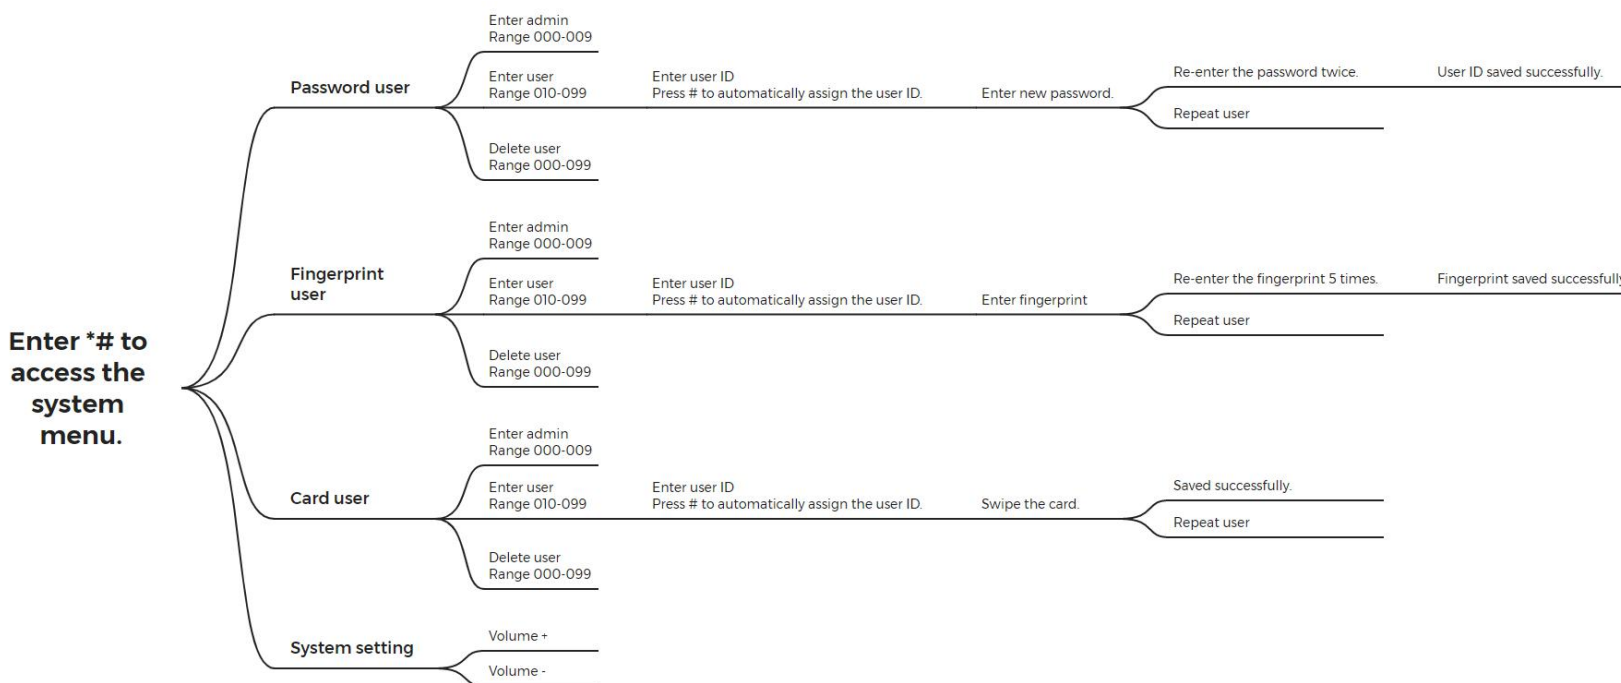 Enter *# to
access the
system
menu.
Password user
Enter admin
Range 000-009
Enter user
Range 010-099
Enter user ID
Press # to automatically assign the user ID.
Enter new password.
Re-enter the password twice.
User ID saved successfully.
Repeat user
Delete user
Range 000-099
Fingerprint
user
Enter admin
Range 000-009
Enter user
Range 010-099
Enter user ID
Press # to automatically assign the user ID.
Enter fingerprint
Re-enter the fingerprint 5 times.
Fingerprint saved successfully
Repeat user
Delete user
Range 000-099
Card user
Enter admin
Range 000-009
Enter user
Range 010-099
Enter user ID
Press # to automatically assign the user ID.
Swipe the card.
Saved successfully.
Repeat user
Delete user
Range 000-099
System setting
Volume +
Volume -